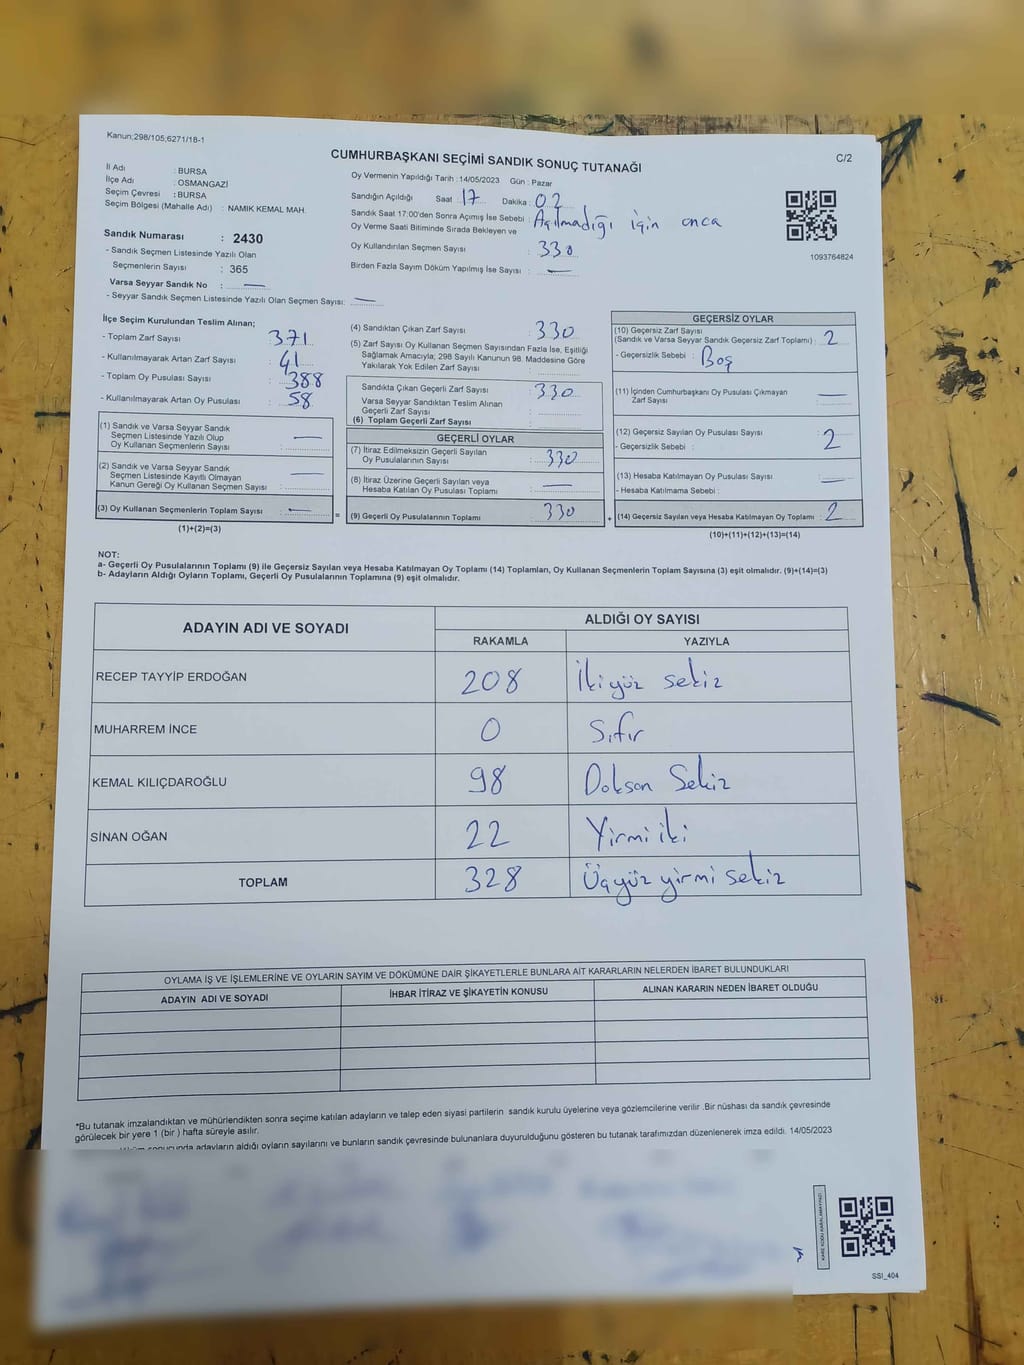 Kanun;298/105;6271/18-1
C/2
CUMHURBAŞKANI SEÇİMİ SANDIK SONUÇ TUTANAĞI
İl Adı : BURSA
İlçe Adı : OSMANGAZİ
Seçim Çevresi : BURSA
Seçim Bölgesi (Mahalle Adı) : NAMIK KEMAL MAH.
Sandık Numarası : 2430
- Sandık Seçmen Listesinde Yazılı Olan
Seçmenlerin Sayısı : 365
Varsa Seyyar Sandık No : —
- Seyyar Sandık Seçmen Listesinde Yazılı Olan Seçmen Sayısı: —
Oy Vermenin Yapıldığı Tarih : 14/05/2023 Gün : Pazar
Sandığın Açıldığı Saat 17 Dakika : 02
Sandık Saat 17:00'den Sonra Açımış İse Sebebi : Açılmadığı için onca
Oy Verme Saati Bitiminde Sırada Bekleyen ve
Oy Kullandırılan Seçmen Sayısı : 330
Birden Fazla Sayım Döküm Yapılmış İse Sayısı : —
1093764824
İlçe Seçim Kurulundan Teslim Alınan;
- Toplam Zarf Sayısı : 371
- Kullanılmayarak Artan Zarf Sayısı : 41
- Toplam Oy Pusulası Sayısı : 388
- Kullanılmayarak Artan Oy Pusulası : 58
(1) Sandık ve Varsa Seyyar Sandık
Seçmen Listesinde Yazılı Olup
Oy Kullanan Seçmenlerin Sayısı : —
(2) Sandık ve Varsa Seyyar Sandık
Seçmen Listesinde Kayıtlı Olmayan
Kanun Gereği Oy Kullanan Seçmen Sayısı : —
(3) Oy Kullanan Seçmenlerin Toplam Sayısı : —
(1)+(2)=(3)
=
(4) Sandıktan Çıkan Zarf Sayısı : 330
(5) Zarf Sayısı Oy Kullanan Seçmen Sayısından Fazla İse, Eşitliği
Sağlamak Amacıyla; 298 Sayılı Kanunun 98. Maddesine Göre
Yakılarak Yok Edilen Zarf Sayısı :
Sandıkta Çıkan Geçerli Zarf Sayısı : 330
Varsa Seyyar Sandıktan Teslim Alınan
Geçerli Zarf Sayısı :
(6) Toplam Geçerli Zarf Sayısı :
GEÇERLİ OYLAR
(7) İtiraz Edilmeksizin Geçerli Sayılan
Oy Pusulalarının Sayısı : 330
(8) İtiraz Üzerine Geçerli Sayılan veya
Hesaba Katılan Oy Pusulası Toplamı : —
(9) Geçerli Oy Pusulalarının Toplamı : 330
+
GEÇERSİZ OYLAR
(10) Geçersiz Zarf Sayısı
(Sandık ve Varsa Seyyar Sandık Geçersiz Zarf Toplamı) : 2
- Geçersizlik Sebebi : Boş
(11) İçinden Cumhurbaşkanı Oy Pusulası Çıkmayan
Zarf Sayısı : —
(12) Geçersiz Sayılan Oy Pusulası Sayısı : 2
- Geçersizlik Sebebi :
(13) Hesaba Katılmayan Oy Pusulası Sayısı : —
- Hesaba Katılmama Sebebi :
(14) Geçersiz Sayılan veya Hesaba Katılmayan Oy Toplamı : 2
(10)+(11)+(12)+(13)=(14)
NOT:
a- Geçerli Oy Pusulalarının Toplamı (9) ile Geçersiz Sayılan veya Hesaba Katılmayan Oy Toplamı (14) Toplamları, Oy Kullanan Seçmenlerin Toplam Sayısına (3) eşit olmalıdır. (9)+(14)=(3)
b- Adayların Aldığı Oyların Toplamı, Geçerli Oy Pusulalarının Toplamına (9) eşit olmalıdır.
ADAYIN ADI VE SOYADI ALDIĞI OY SAYISI
RAKAMLA YAZIYLA
RECEP TAYYİP ERDOĞAN 208 İkiyüz sekiz
MUHARREM İNCE 0 Sıfır
KEMAL KILIÇDAROĞLU 98 Doksan Sekiz
SİNAN OĞAN 22 Yirmi iki
TOPLAM 328 Üçyüz yirmi sekiz
OYLAMA İŞ VE İŞLEMLERİNE VE OYLARIN SAYIM VE DÖKÜMÜNE DAİR ŞİKAYETLERLE BUNLARA AİT KARARLARIN NELERDEN İBARET BULUNDUKLARI
ADAYIN ADI VE SOYADI İHBAR İTİRAZ VE ŞİKAYETİN KONUSU ALINAN KARARIN NEDEN İBARET OLDUĞU
*Bu tutanak imzalandıktan ve mühürlendikten sonra seçime katılan adayların ve talep eden siyasi partilerin sandık kurulu üyelerine veya gözlemcilerine verilir .Bir nüshası da sandık çevresinde
görülecek bir yere 1 (bir ) hafta süreyle asılır.
sonucunda adayların aldığı oyların sayılarını ve bunların sandık çevresinde bulunanlara duyurulduğunu gösteren bu tutanak tarafımızdan düzenlenerek imza edildi. 14/05/2023
KARE KODU KARALAMAYINIZ!
SSI_404